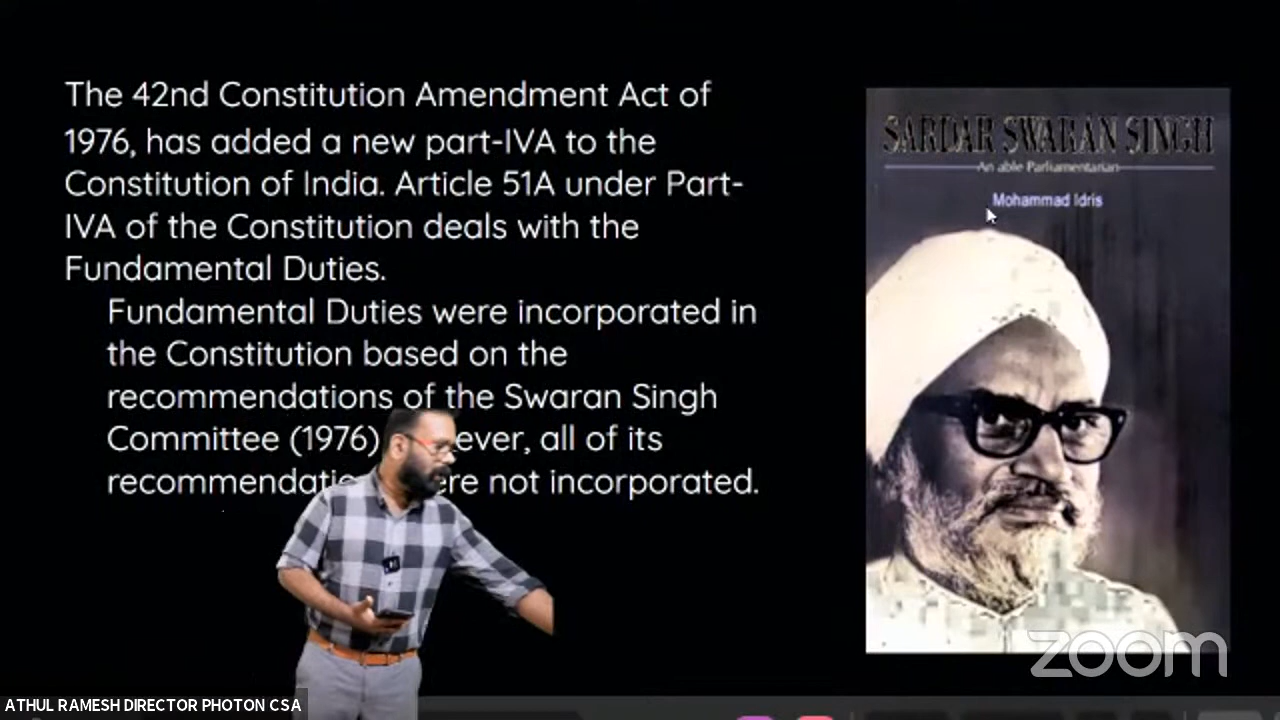 The 42nd Constitution Amendment Act of
1976, has added a new part-IVA to the
Constitution of India. Article 51A under Part-
IVA of the Constitution deals with the
Fundamental Duties.
Fundamental Duties were incorporated in
the Constitution based on the
recommendations of the Swaran Singh
Committee (1976) ever, all of its
recommendatio ere not incorporated.
SARDAR SWARAN SINGH
An able Parliamentarian
Mohammad Idris
zoom
ATHUL RAMESH DIRECTOR PHOTON CSA